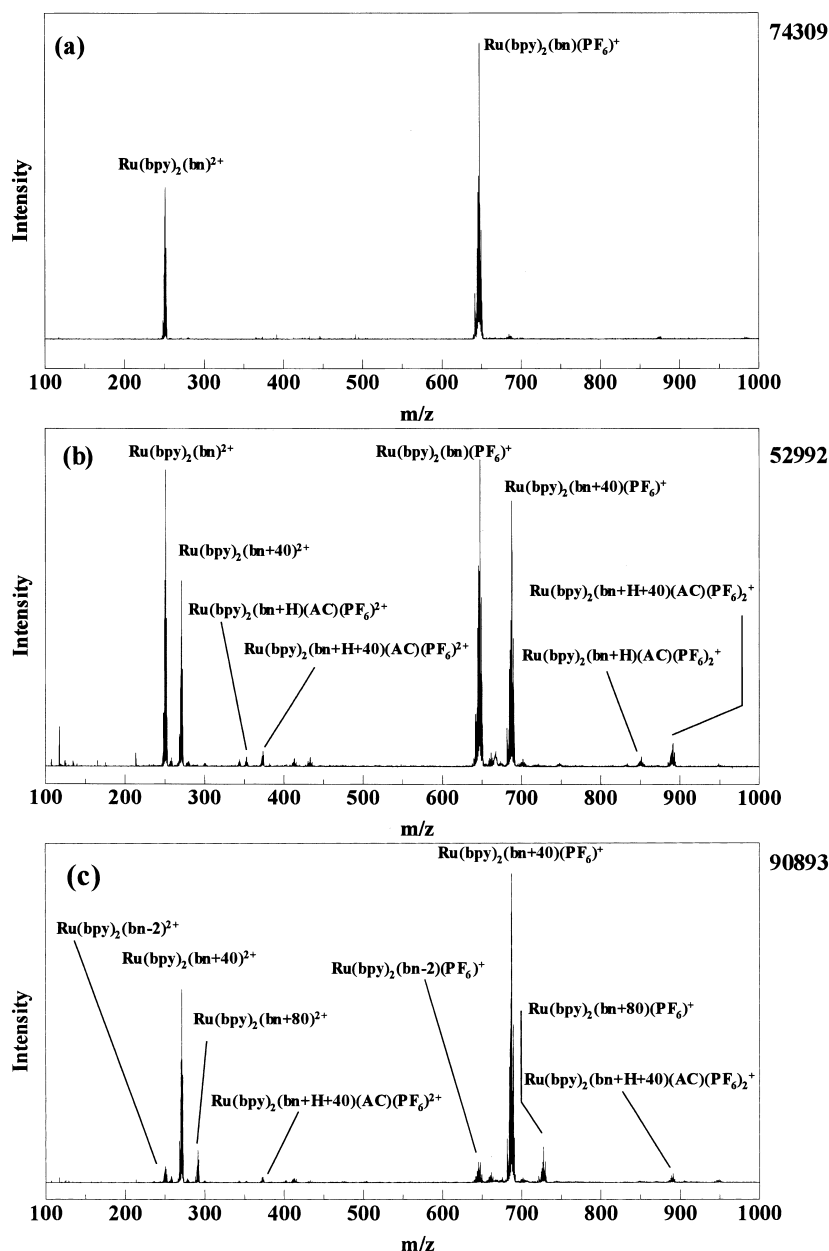 (a)
74309
Ru(bpy)₂(bn)(PF₆)⁺
Ru(bpy)₂(bn)²⁺
Intensity
100 200 300 400 500 600 700 800 900 1000
m/z
(b)
52992
Ru(bpy)₂(bn)²⁺
Ru(bpy)₂(bn)(PF₆)⁺
Ru(bpy)₂(bn+40)(PF₆)⁺
Ru(bpy)₂(bn+40)²⁺
Ru(bpy)₂(bn+H+40)(AC)(PF₆)₂⁺
Ru(bpy)₂(bn+H)(AC)(PF₆)²⁺
Ru(bpy)₂(bn+H+40)(AC)(PF₆)²⁺
Ru(bpy)₂(bn+H)(AC)(PF₆)₂⁺
Intensity
100 200 300 400 500 600 700 800 900 1000
m/z
Ru(bpy)₂(bn+40)(PF₆)⁺
(c)
90893
Ru(bpy)₂(bn-2)²⁺
Ru(bpy)₂(bn+40)²⁺
Ru(bpy)₂(bn-2)(PF₆)⁺
Ru(bpy)₂(bn+80)²⁺
Ru(bpy)₂(bn+80)(PF₆)⁺
Ru(bpy)₂(bn+H+40)(AC)(PF₆)²⁺
Ru(bpy)₂(bn+H+40)(AC)(PF₆)₂⁺
Intensity
100 200 300 400 500 600 700 800 900 1000
m/z